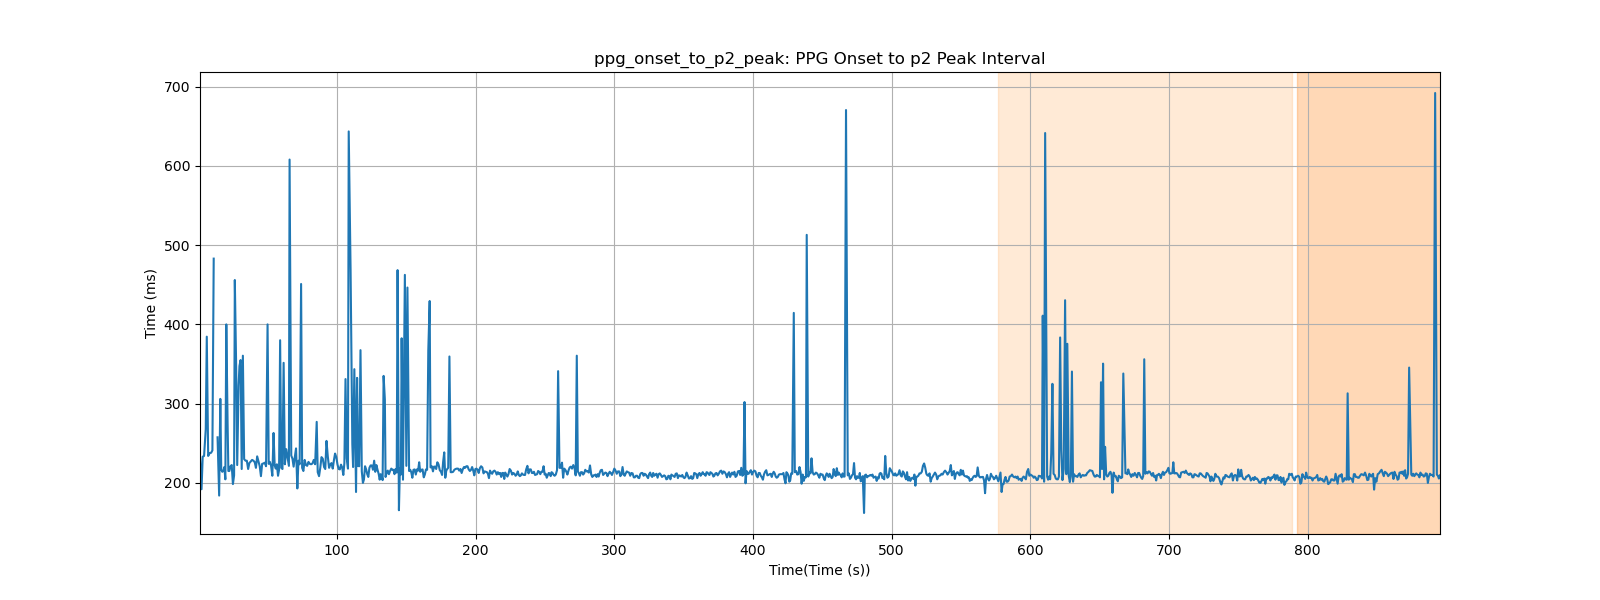 ppg_onset_to_p2_peak: PPG Onset to p2 Peak Interval
700
600
500
400
300
200
Time (ms)
100 200 300 400 500 600 700 800
Time(Time (s))